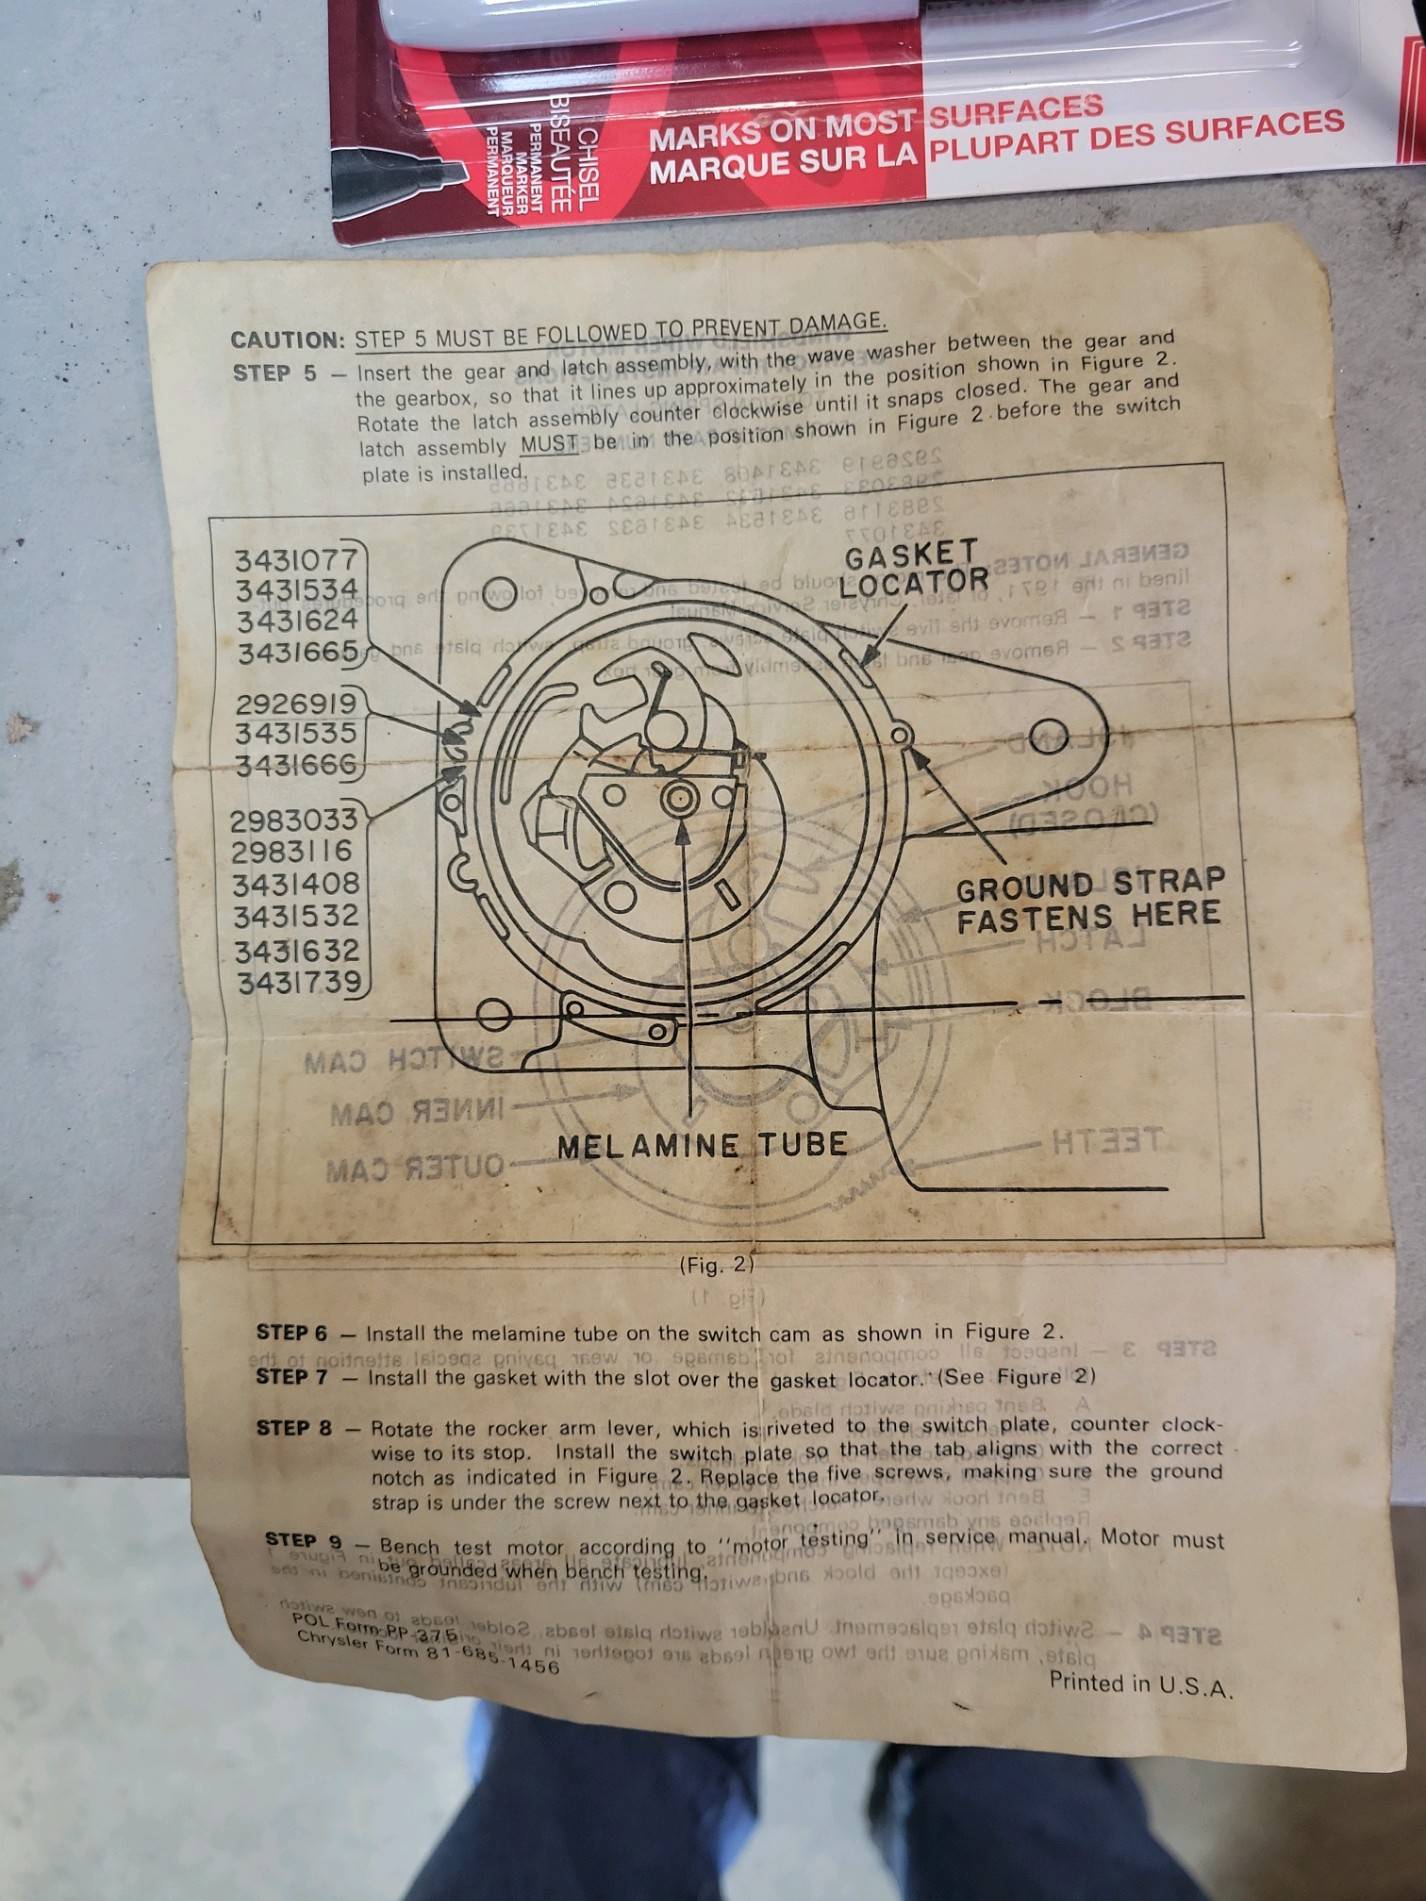 MARKS ON MOST SURFACES
MARQUE SUR LA PLUPART DES SURFACES
CHISEL
BISEAUTÉE
PERMANENT
MARKER
MARQUEUR
PERMANENT
CAUTION: STEP 5 MUST BE FOLLOWED TO PREVENT DAMAGE.
STEP 5 — Insert the gear and latch assembly, with the wave washer between the gear and
the gearbox, so that it lines up approximately in the position shown in Figure 2.
Rotate the latch assembly counter clockwise until it snaps closed. The gear and
latch assembly MUST be in the position shown in Figure 2 before the switch
plate is installed.
3431077
3431534
3431624
3431665
2926919
3431535
3431666
2983033
2983116
3431408
3431532
3431632
3431739
GASKET
LOCATOR
GROUND STRAP
FASTENS HERE
MELAMINE TUBE
(Fig. 2)
STEP 6 — Install the melamine tube on the switch cam as shown in Figure 2.
STEP 7 — Install the gasket with the slot over the gasket locator. (See Figure 2)
STEP 8 — Rotate the rocker arm lever, which is riveted to the switch plate, counter clock-
wise to its stop. Install the switch plate so that the tab aligns with the correct
notch as indicated in Figure 2. Replace the five screws, making sure the ground
strap is under the screw next to the gasket locator.
STEP 9 — Bench test motor according to "motor testing" in service manual. Motor must
be grounded when bench testing.
POL Form PP-375
Chrysler Form 81-685-1456
Printed in U.S.A.